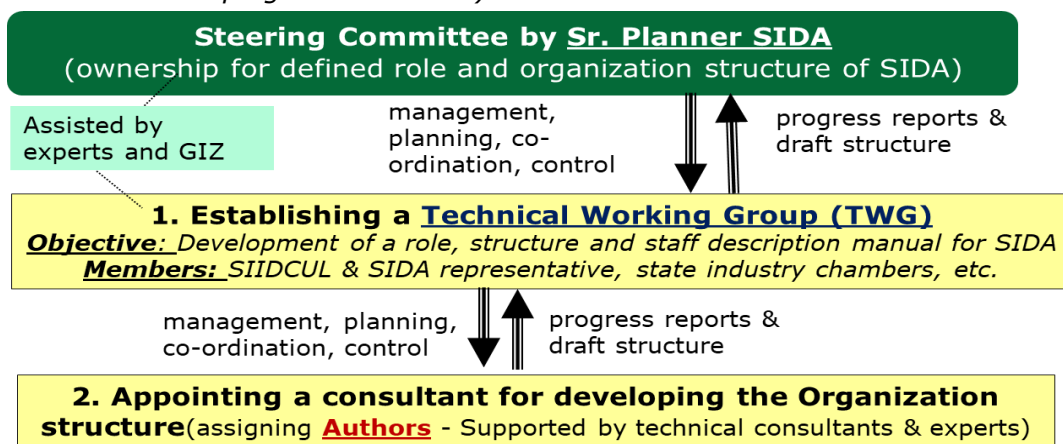 Steering Committee by Sr. Planner SIDA
(ownership for defined role and organization structure of SIDA)
Assisted by
experts and GIZ
management,
planning, co-
ordination, control
progress reports &
draft structure
1. Establishing a Technical Working Group (TWG)
Objective: Development of a role, structure and staff description manual for SIDA
Members: SIIDCUL & SIDA representative, state industry chambers, etc.
management, planning,
co-ordination, control
progress reports &
draft structure
2. Appointing a consultant for developing the Organization
structure(assigning Authors - Supported by technical consultants & experts)